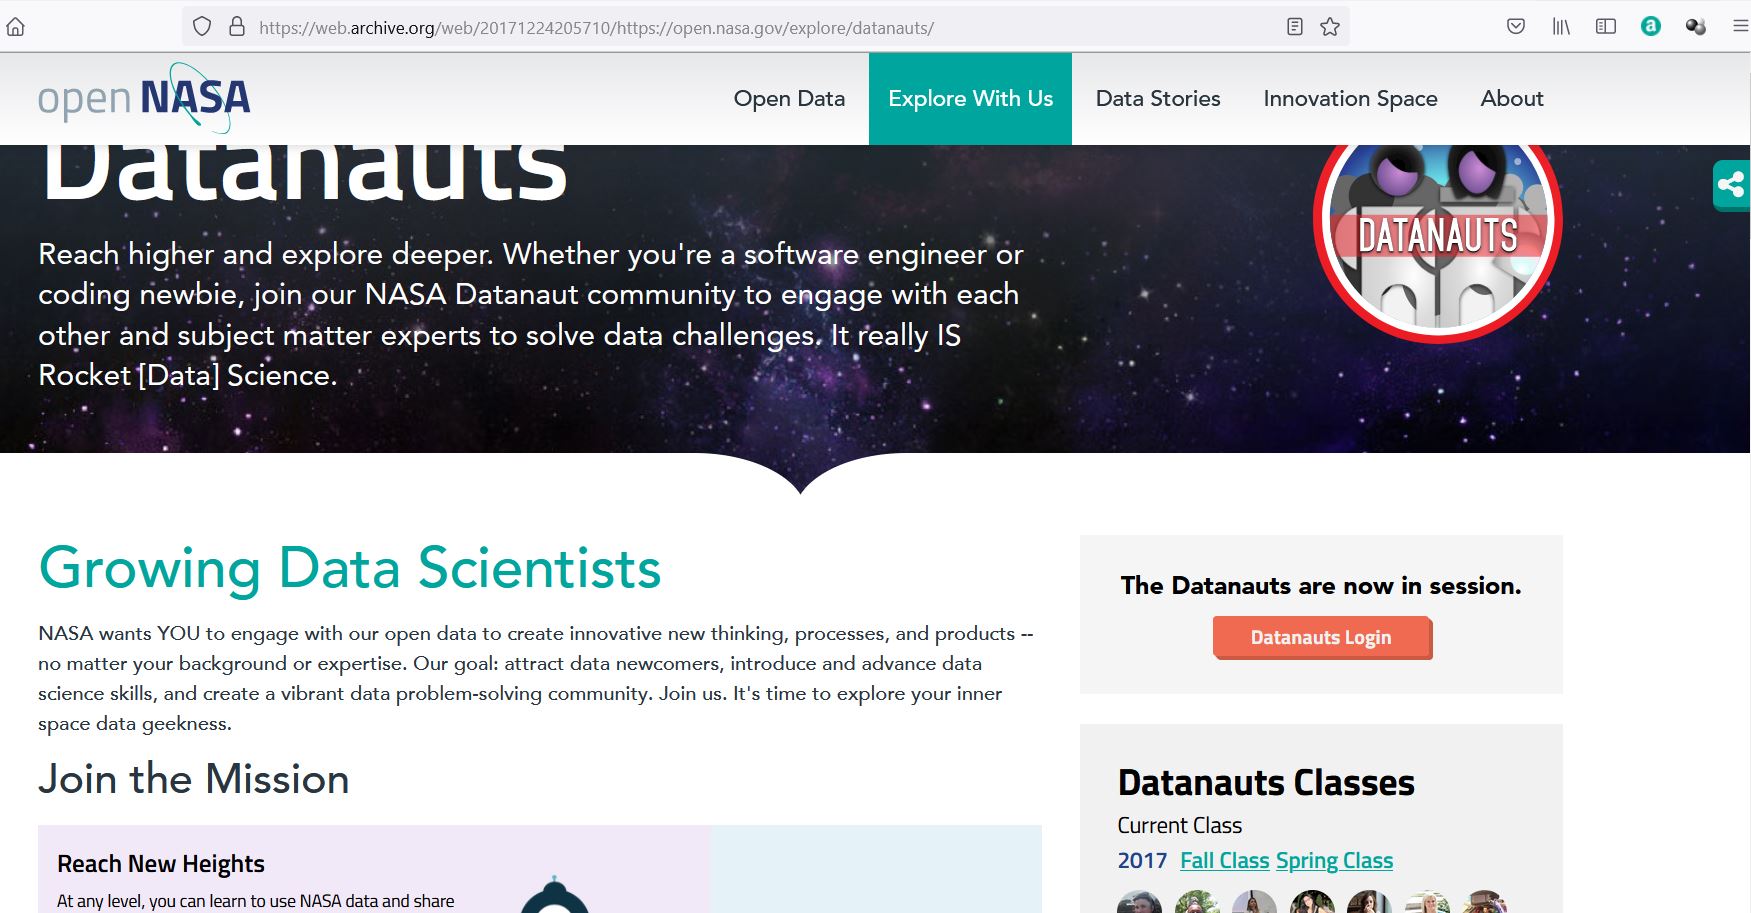 https://web.archive.org/web/20171224205710/https://open.nasa.gov/explore/datanauts/
open NASA
Open Data
Explore With Us
Data Stories
Innovation Space
About
Datanauts
DATANAUTS
Reach higher and explore deeper. Whether you're a software engineer or
coding newbie, join our NASA Datanaut community to engage with each
other and subject matter experts to solve data challenges. It really IS
Rocket [Data] Science.
Growing Data Scientists
NASA wants YOU to engage with our open data to create innovative new thinking, processes, and products --
no matter your background or expertise. Our goal: attract data newcomers, introduce and advance data
science skills, and create a vibrant data problem-solving community. Join us. It's time to explore your inner
space data geekness.
Join the Mission
Reach New Heights
At any level, you can learn to use NASA data and share
The Datanauts are now in session.
Datanauts Login
Datanauts Classes
Current Class
2017 Fall Class Spring Class